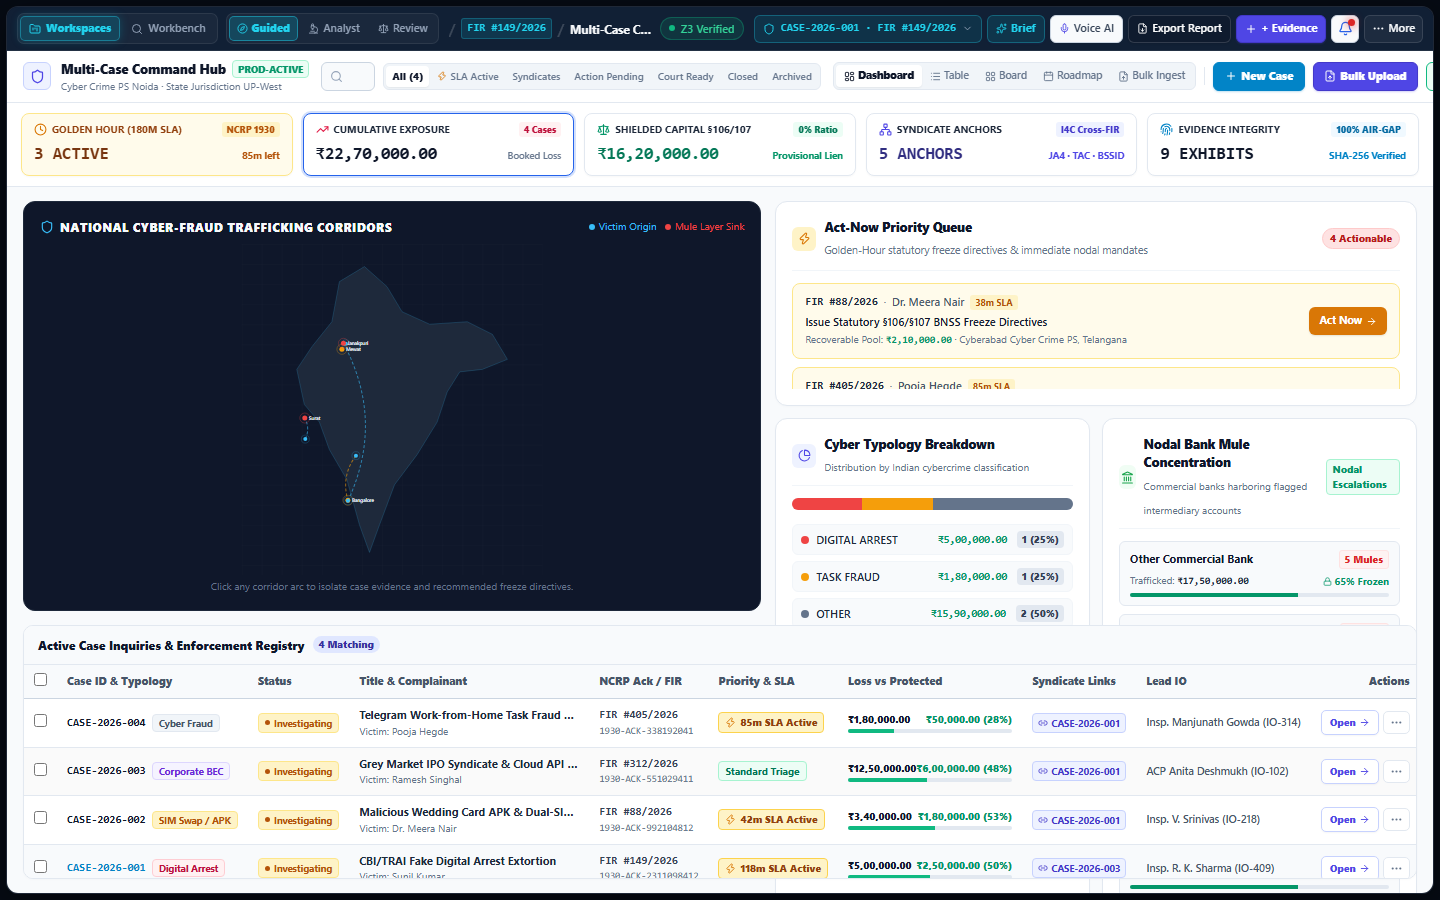 Workspaces
Workbench
Guided
Analyst
Review
/
FIR #149/2026
/
Multi-Case C...
Z3 Verified
CASE-2026-001 · FIR #149/2026
Brief
Voice AI
Export Report
+ Evidence
More
Multi-Case Command Hub
PROD-ACTIVE
Cyber Crime PS Noida · State Jurisdiction UP-West
All (4)
SLA Active
Syndicates
Action Pending
Court Ready
Closed
Archived
Dashboard
Table
Board
Roadmap
Bulk Ingest
New Case
Bulk Upload
GOLDEN HOUR (180M SLA)
NCRP 1930
3 ACTIVE
85m left
CUMULATIVE EXPOSURE
4 Cases
₹22,70,000.00
Booked Loss
SHIELDED CAPITAL §106/107
0% Ratio
₹16,20,000.00
Provisional Lien
SYNDICATE ANCHORS
I4C Cross-FIR
5 ANCHORS
JA4 · TAC · BSSID
EVIDENCE INTEGRITY
100% AIR-GAP
9 EXHIBITS
SHA-256 Verified
NATIONAL CYBER-FRAUD TRAFFICKING CORRIDORS
Victim Origin
Mule Layer Sink
Mewat
Surat
Bangalore
Click any corridor arc to isolate case evidence and recommended freeze directives.
Act-Now Priority Queue
Golden-Hour statutory freeze directives & immediate nodal mandates
4 Actionable
FIR #88/2026 · Dr. Meera Nair 38m SLA
Issue Statutory §106/§107 BNSS Freeze Directives
Recoverable Pool: ₹2,10,000.00 · Cyberabad Cyber Crime PS, Telangana
Act Now →
FIR #405/2026 · Pooja Hegde 85m SLA
Cyber Typology Breakdown
Distribution by Indian cybercrime classification
DIGITAL ARREST ₹5,00,000.00 1 (25%)
TASK FRAUD ₹1,80,000.00 1 (25%)
OTHER ₹15,90,000.00 2 (50%)
Nodal Bank Mule
Concentration
Commercial banks harboring flagged
intermediary accounts
Nodal
Escalations
Other Commercial Bank
5 Mules
Trafficked: ₹17,50,000.00
65% Frozen
Active Case Inquiries & Enforcement Registry
4 Matching
Case ID & Typology
Status
Title & Complainant
NCRP Ack / FIR
Priority & SLA
Loss vs Protected
Syndicate Links
Lead IO
Actions
CASE-2026-004
Cyber Fraud
Investigating
Telegram Work-from-Home Task Fraud ...
Victim: Pooja Hegde
FIR #405/2026
1930-ACK-338192041
85m SLA Active
₹1,80,000.00 ₹50,000.00 (28%)
CASE-2026-001
Insp. Manjunath Gowda (IO-314)
Open →
CASE-2026-003
Corporate BEC
Investigating
Grey Market IPO Syndicate & Cloud API ...
Victim: Ramesh Singhal
FIR #312/2026
1930-ACK-551029411
Standard Triage
₹12,50,000.00₹6,00,000.00 (48%)
CASE-2026-001
ACP Anita Deshmukh (IO-102)
Open →
CASE-2026-002
SIM Swap / APK
Investigating
Malicious Wedding Card APK & Dual-SI...
Victim: Dr. Meera Nair
FIR #88/2026
1930-ACK-992104812
42m SLA Active
₹3,40,000.00 ₹1,80,000.00 (53%)
CASE-2026-001
Insp. V. Srinivas (IO-218)
Open →
CASE-2026-001
Digital Arrest
Investigating
CBI/TRAI Fake Digital Arrest Extortion
Victim: Sunil Kumar
FIR #149/2026
1930-ACK-2311098412
118m SLA Active
₹5,00,000.00 ₹2,50,000.00 (50%)
CASE-2026-003
Insp. R. K. Sharma (IO-409)
Open →